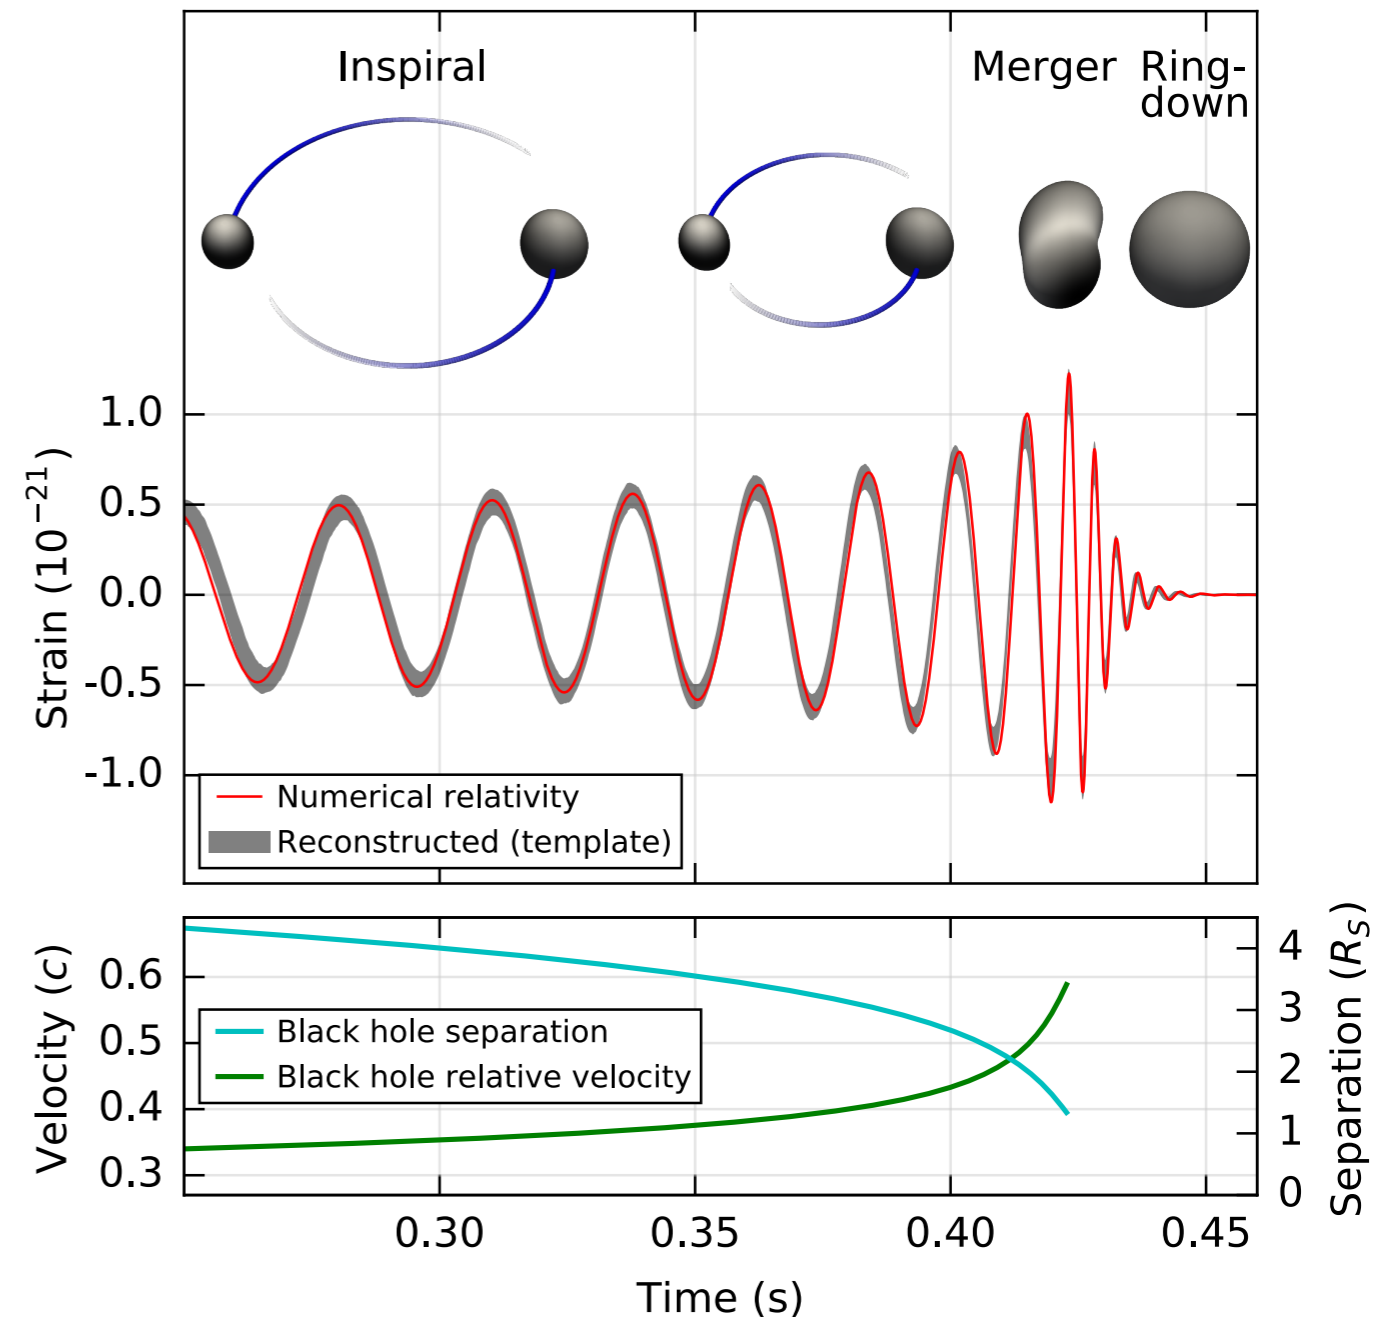 Inspiral
Merger
Ring-
down
Strain (10⁻²¹)
1.0
0.5
0.0
-0.5
-1.0
Numerical relativity
Reconstructed (template)
Velocity (c)
0.6
0.5
0.4
0.3
Black hole separation
Black hole relative velocity
Separation (R_S)
4
3
2
1
0
0.30
0.35
0.40
0.45
Time (s)